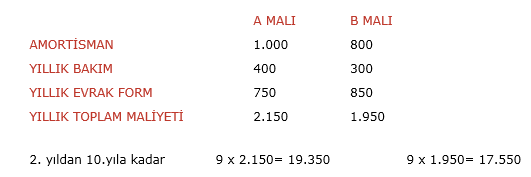 A MALI B MALI
AMORTİSMAN 1.000 800
YILLIK BAKIM 400 300
YILLIK EVRAK FORM 750 850
YILLIK TOPLAM MALİYETİ 2.150 1.950
2. yıldan 10.yıla kadar 9 x 2.150= 19.350 9 x 1.950= 17.550